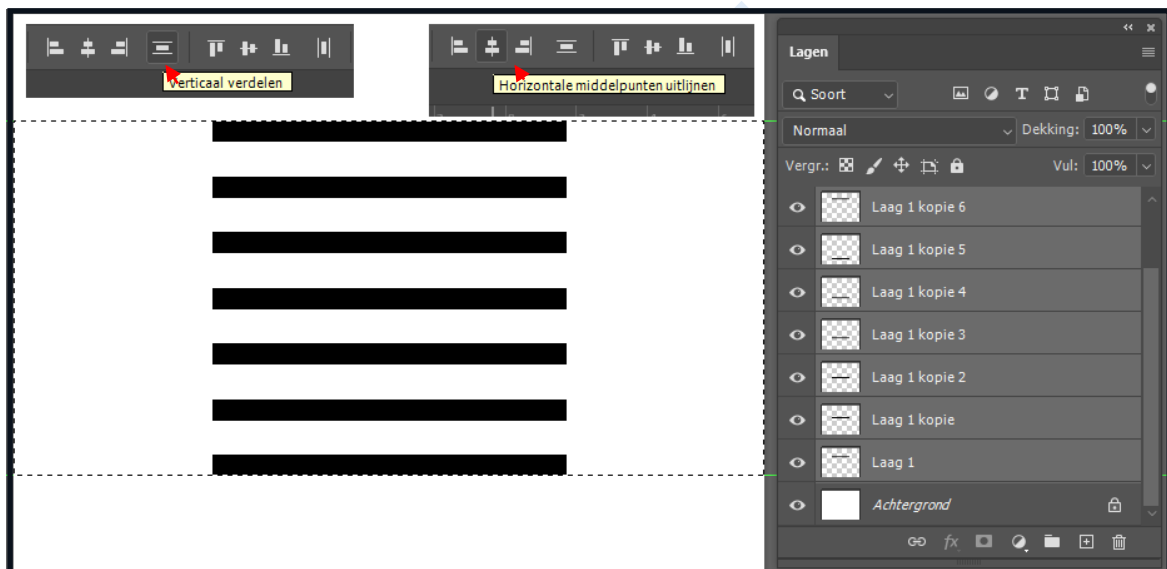 Verticaal verdelen
Horizontale middelpunten uitlijnen
Lagen
Soort
Normaal Dekking: 100%
Vergr.: Vul: 100%
Laag 1 kopie 6
Laag 1 kopie 5
Laag 1 kopie 4
Laag 1 kopie 3
Laag 1 kopie 2
Laag 1 kopie
Laag 1
Achtergrond
fx